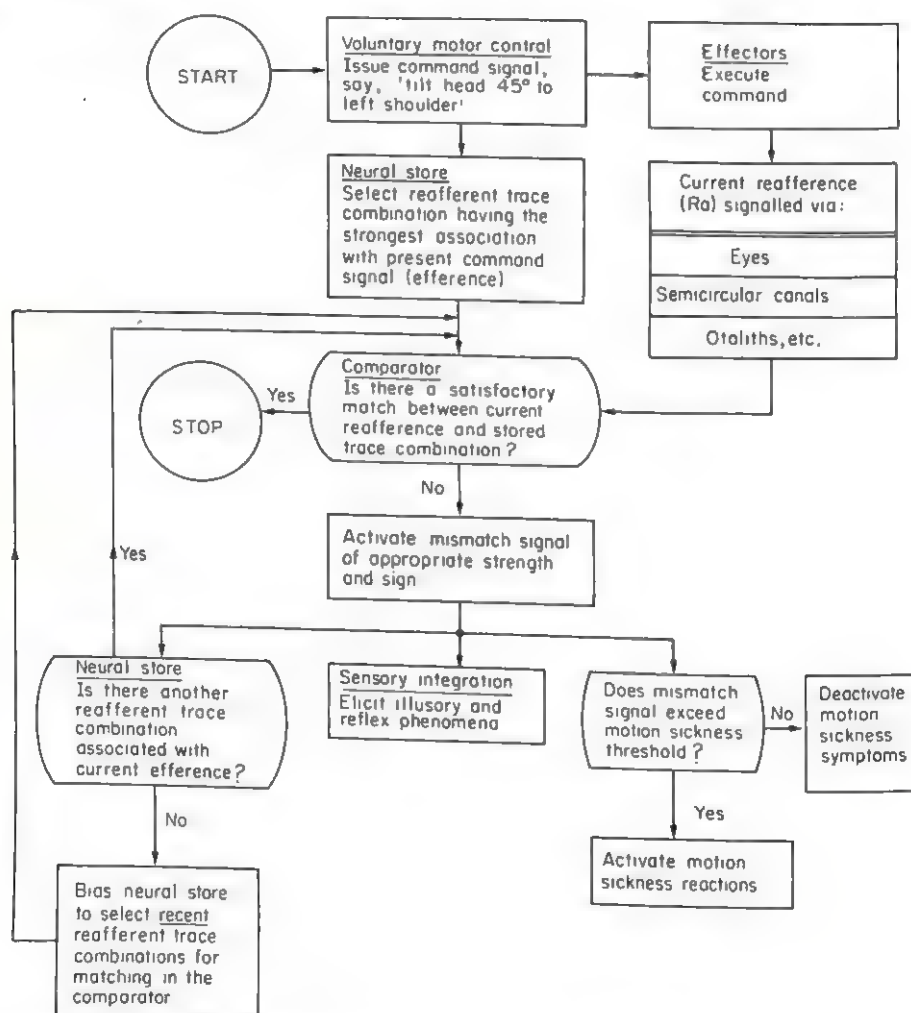 START
Voluntary motor control
Issue command signal,
say, 'tilt head 45° to
left shoulder'
Effectors
Execute
command
Neural store
Select reafferent trace
combination having the
strongest association
with present command
signal (efference)
Current reafference
(Ra) signalled via:
Eyes
Semicircular canals
Otoliths, etc.
Comparator
Is there a satisfactory
match between current
reafference and stored
trace combination?
Yes
STOP
No
Activate mismatch signal
of appropriate strength
and sign
Yes
Neural store
Is there another
reafferent trace
combination
associated with
current efference?
Sensory integration
Elicit illusory and
reflex phenomena
Does mismatch
signal exceed
motion sickness
threshold?
No
Deactivate
motion
sickness
symptoms
No
Yes
Bias neural store
to select recent
reafferent trace
combinations for
matching in the
comparator
Activate motion
sickness reactions